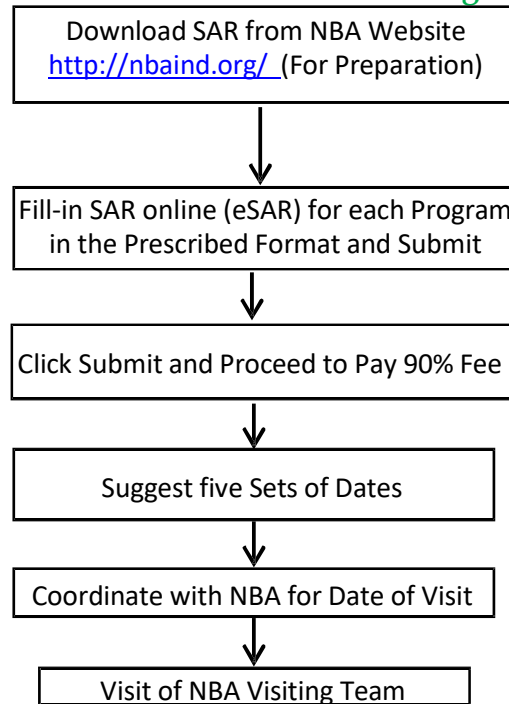 Download SAR from NBA Website
http://nbaind.org/ (For Preparation)
Fill-in SAR online (eSAR) for each Program
in the Prescribed Format and Submit
Click Submit and Proceed to Pay 90% Fee
Suggest five Sets of Dates
Coordinate with NBA for Date of Visit
Visit of NBA Visiting Team